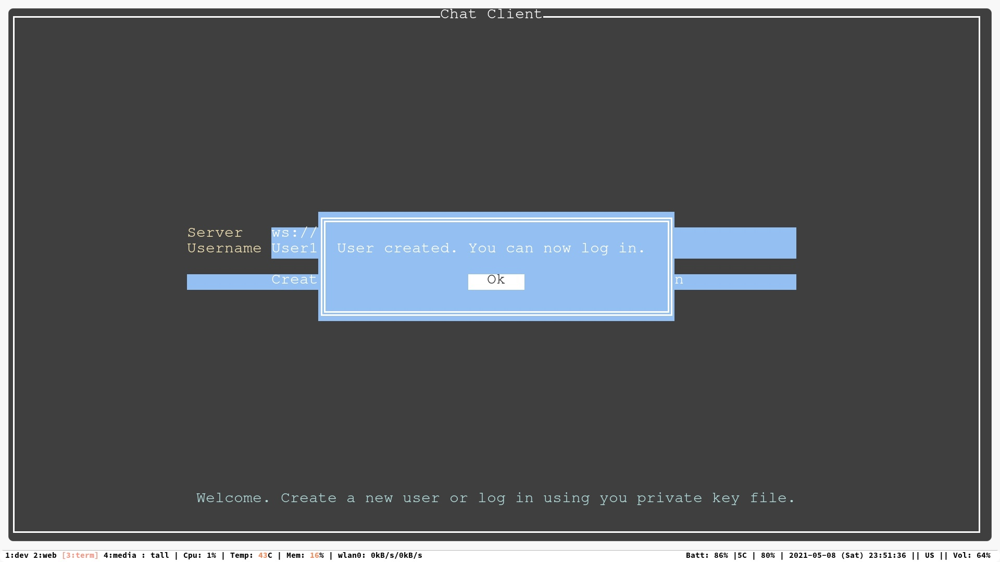 Chat Client
Server ws://
Username User1
User created. You can now log in.
Creat
Ok
n
Welcome. Create a new user or log in using you private key file.
1:dev 2:web [3:term] 4:media : tall | Cpu: 1% | Temp: 43C | Mem: 16% | wlan0: 0kB/s/0kB/s
Batt: 86% |5C | 80% | 2021-05-08 (Sat) 23:51:36 || US || Vol: 64%